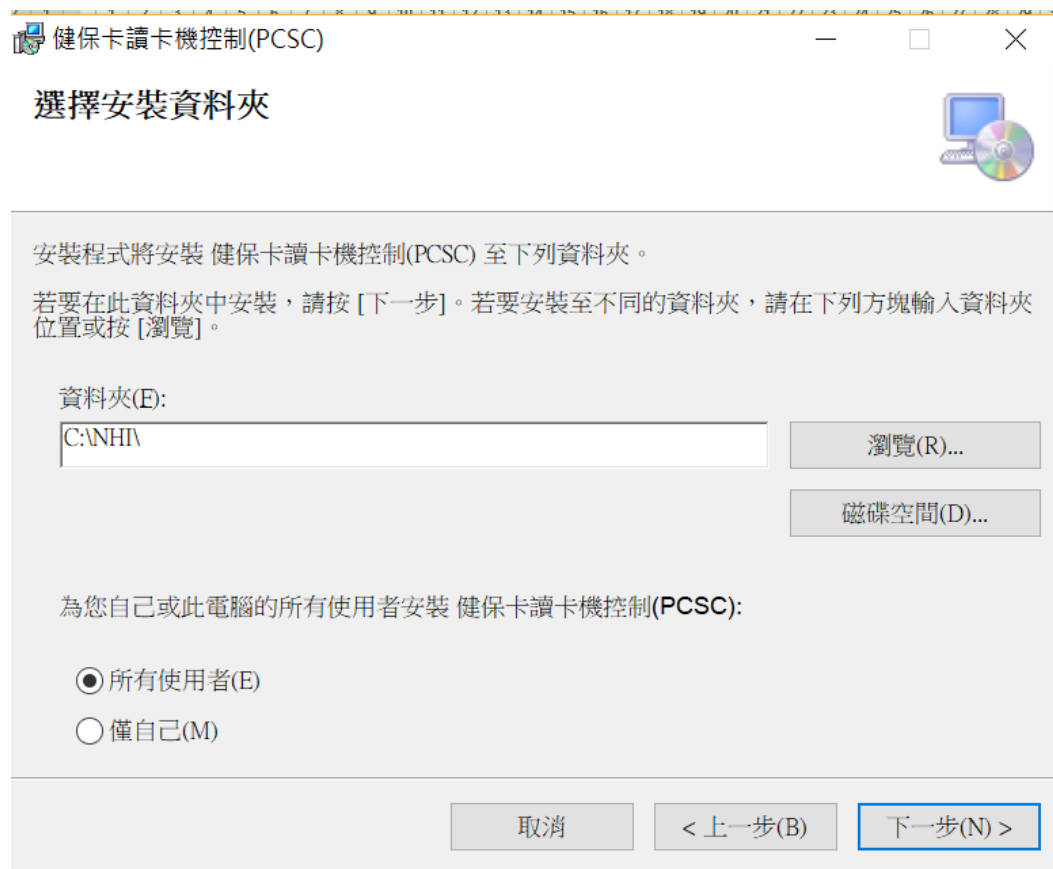 健保卡讀卡機控制(PCSC)
選擇安裝資料夾
安裝程式將安裝 健保卡讀卡機控制(PCSC) 至下列資料夾。
若要在此資料夾中安裝，請按 [下一步]。若要安裝至不同的資料夾，請在下列方塊輸入資料夾
位置或按 [瀏覽]。
資料夾(F):
C:\NHI\
瀏覽(R)...
磁碟空間(D)...
為您自己或此電腦的所有使用者安裝 健保卡讀卡機控制(PCSC):
所有使用者(E)
僅自己(M)
取消
< 上一步(B)
下一步(N) >